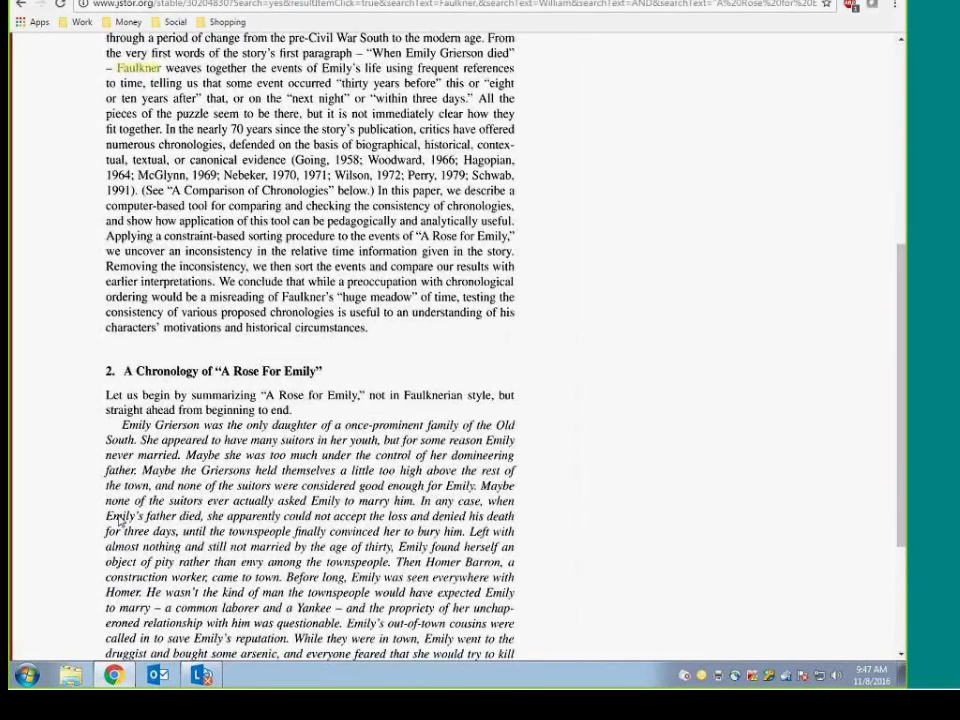 www.jstor.org/stable/30204830?Search=yes&resultItemClick=true&searchText=Faulkner,&searchText=William&searchText=AND&searchText=A%20Rose%20for%20E
Apps Work Money Social Shopping
through a period of change from the pre-Civil War South to the modern age. From
the very first words of the story's first paragraph – “When Emily Grierson died”
– Faulkner weaves together the events of Emily's life using frequent references
to time, telling us that some event occurred “thirty years before” this or “eight
or ten years after” that, or on the “next night” or “within three days.” All the
pieces of the puzzle seem to be there, but it is not immediately clear how they
fit together. In the nearly 70 years since the story's publication, critics have offered
numerous chronologies, defended on the basis of biographical, historical, contex-
tual, textual, or canonical evidence (Going, 1958; Woodward, 1966; Hagopian,
1964; McGlynn, 1969; Nebeker, 1970, 1971; Wilson, 1972; Perry, 1979; Schwab,
1991). (See “A Comparison of Chronologies” below.) In this paper, we describe a
computer-based tool for comparing and checking the consistency of chronologies,
and show how application of this tool can be pedagogically and analytically useful.
Applying a constraint-based sorting procedure to the events of “A Rose for Emily,”
we uncover an inconsistency in the relative time information given in the story.
Removing the inconsistency, we then sort the events and compare our results with
earlier interpretations. We conclude that while a preoccupation with chronological
ordering would be a misreading of Faulkner's “huge meadow” of time, testing the
consistency of various proposed chronologies is useful to an understanding of his
characters' motivations and historical circumstances.
2. A Chronology of “A Rose For Emily”
Let us begin by summarizing “A Rose for Emily,” not in Faulknerian style, but
straight ahead from beginning to end.
Emily Grierson was the only daughter of a once-prominent family of the Old
South. She appeared to have many suitors in her youth, but for some reason Emily
never married. Maybe she was too much under the control of her domineering
father. Maybe the Griersons held themselves a little too high above the rest of
the town, and none of the suitors were considered good enough for Emily. Maybe
none of the suitors ever actually asked Emily to marry him. In any case, when
Emily's father died, she apparently could not accept the loss and denied his death
for three days, until the townspeople finally convinced her to bury him. Left with
almost nothing and still not married by the age of thirty, Emily found herself an
object of pity rather than envy among the townspeople. Then Homer Barron, a
construction worker, came to town. Before long, Emily was seen everywhere with
Homer. He wasn't the kind of man the townspeople would have expected Emily
to marry – a common laborer and a Yankee – and the propriety of her unchap-
eroned relationship with him was questionable. Emily's out-of-town cousins were
called in to save Emily's reputation. While they were in town, Emily went to the
druggist and bought some arsenic, and everyone feared that she would try to kill
9:47 AM
11/8/2016